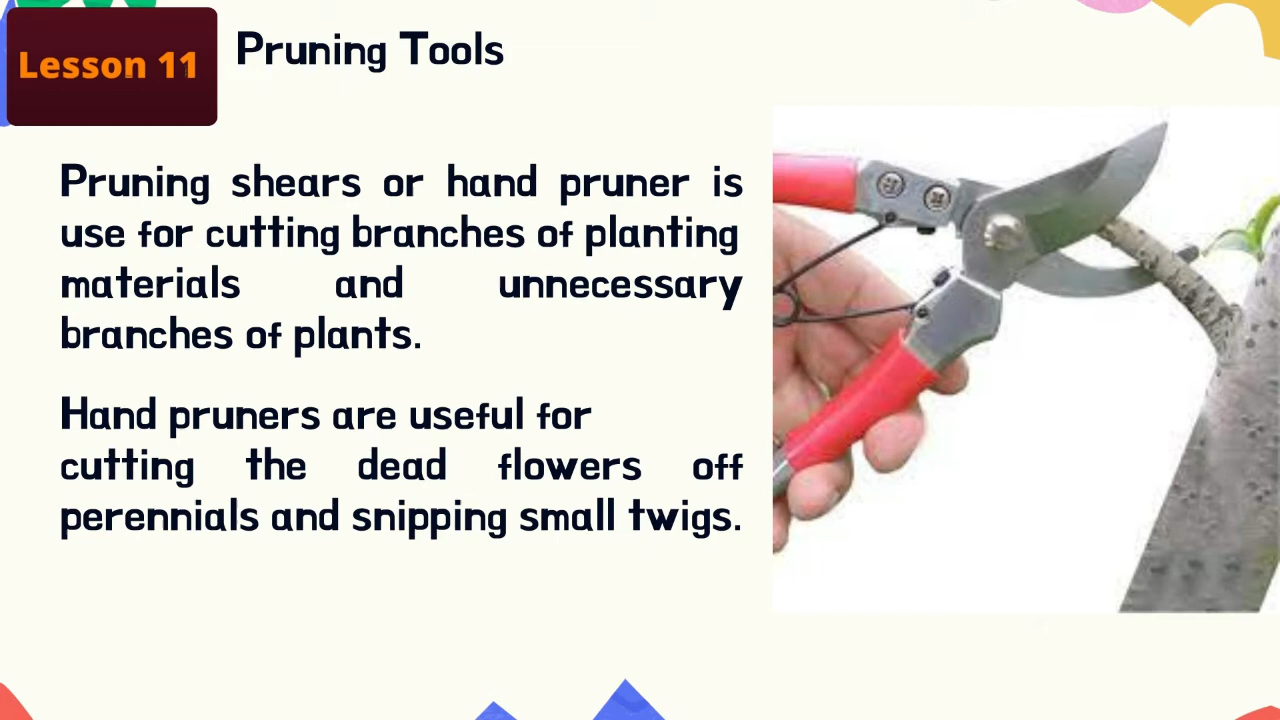 Lesson 11
Pruning Tools
Pruning shears or hand pruner is
use for cutting branches of planting
materials and unnecessary
branches of plants.
Hand pruners are useful for
cutting the dead flowers off
perennials and snipping small twigs.